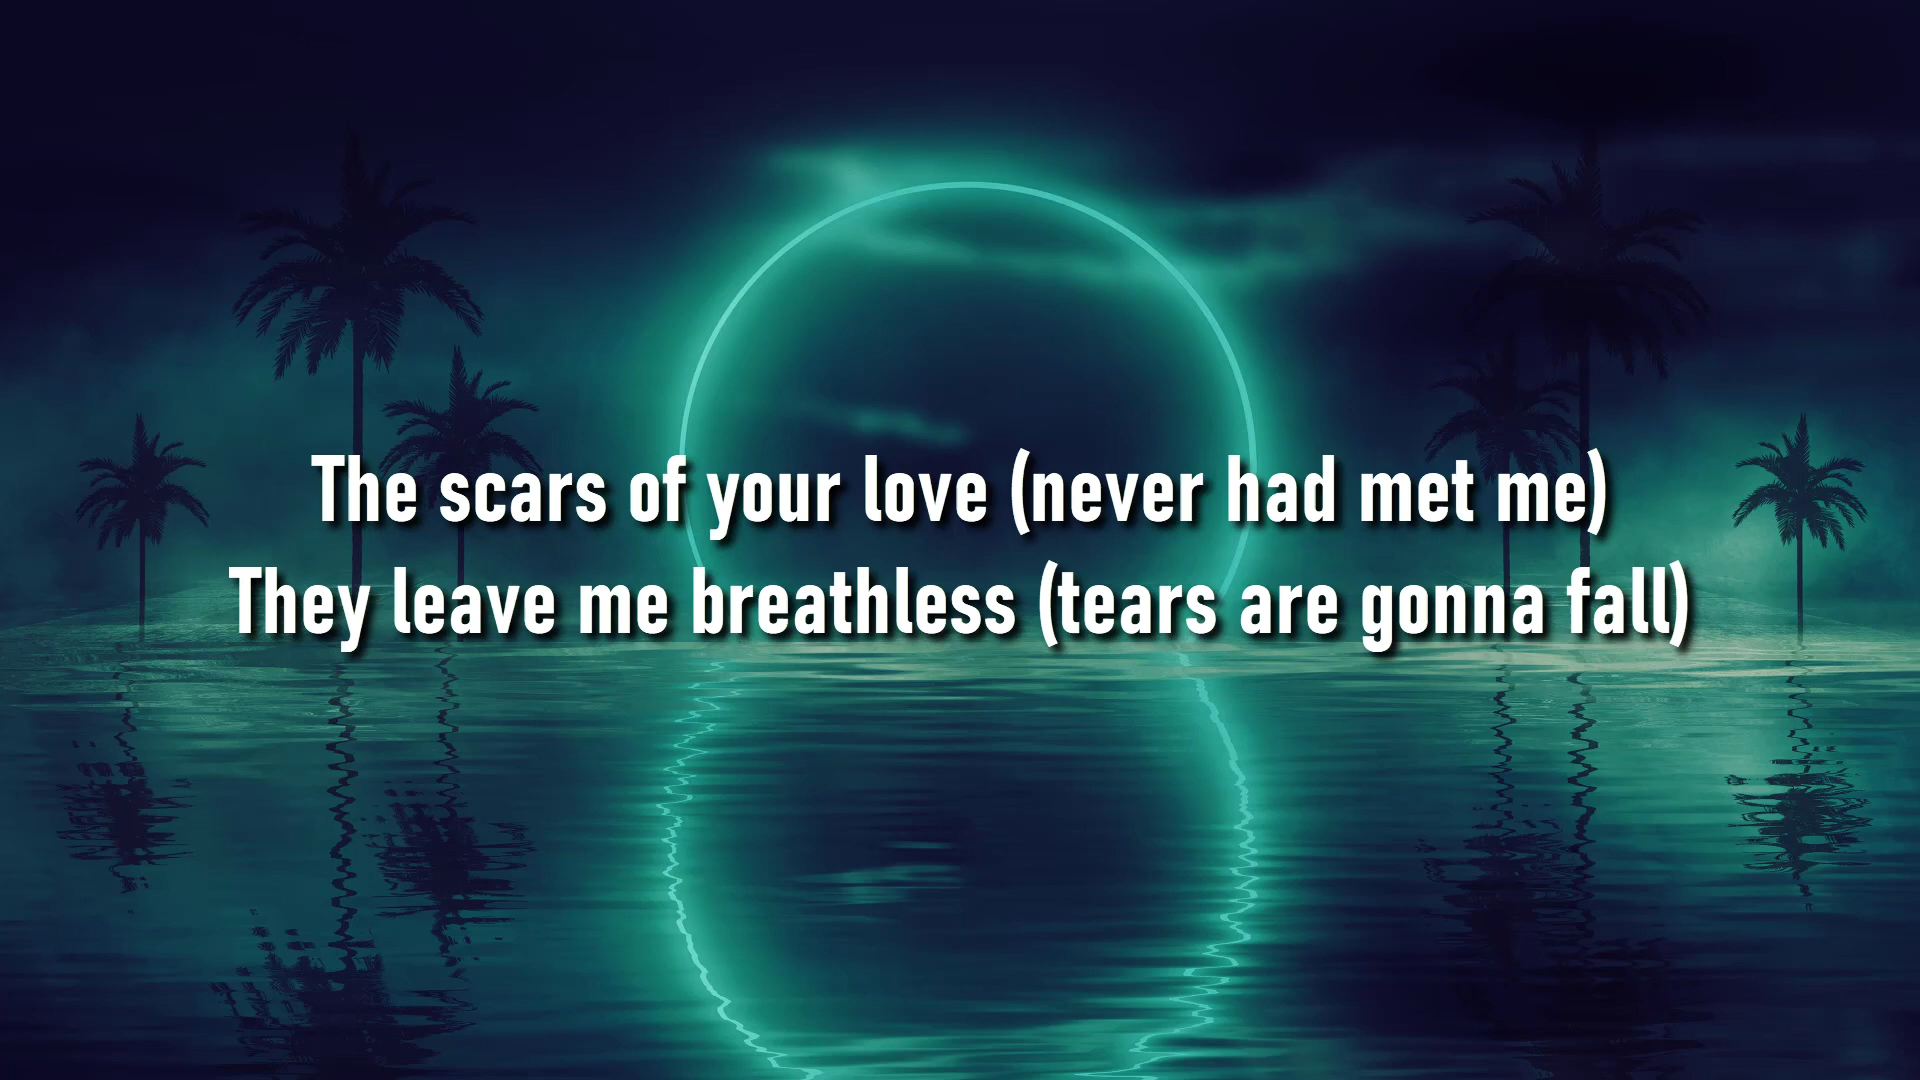 The scars of your love (never had met me)
They leave me breathless (tears are gonna fall)